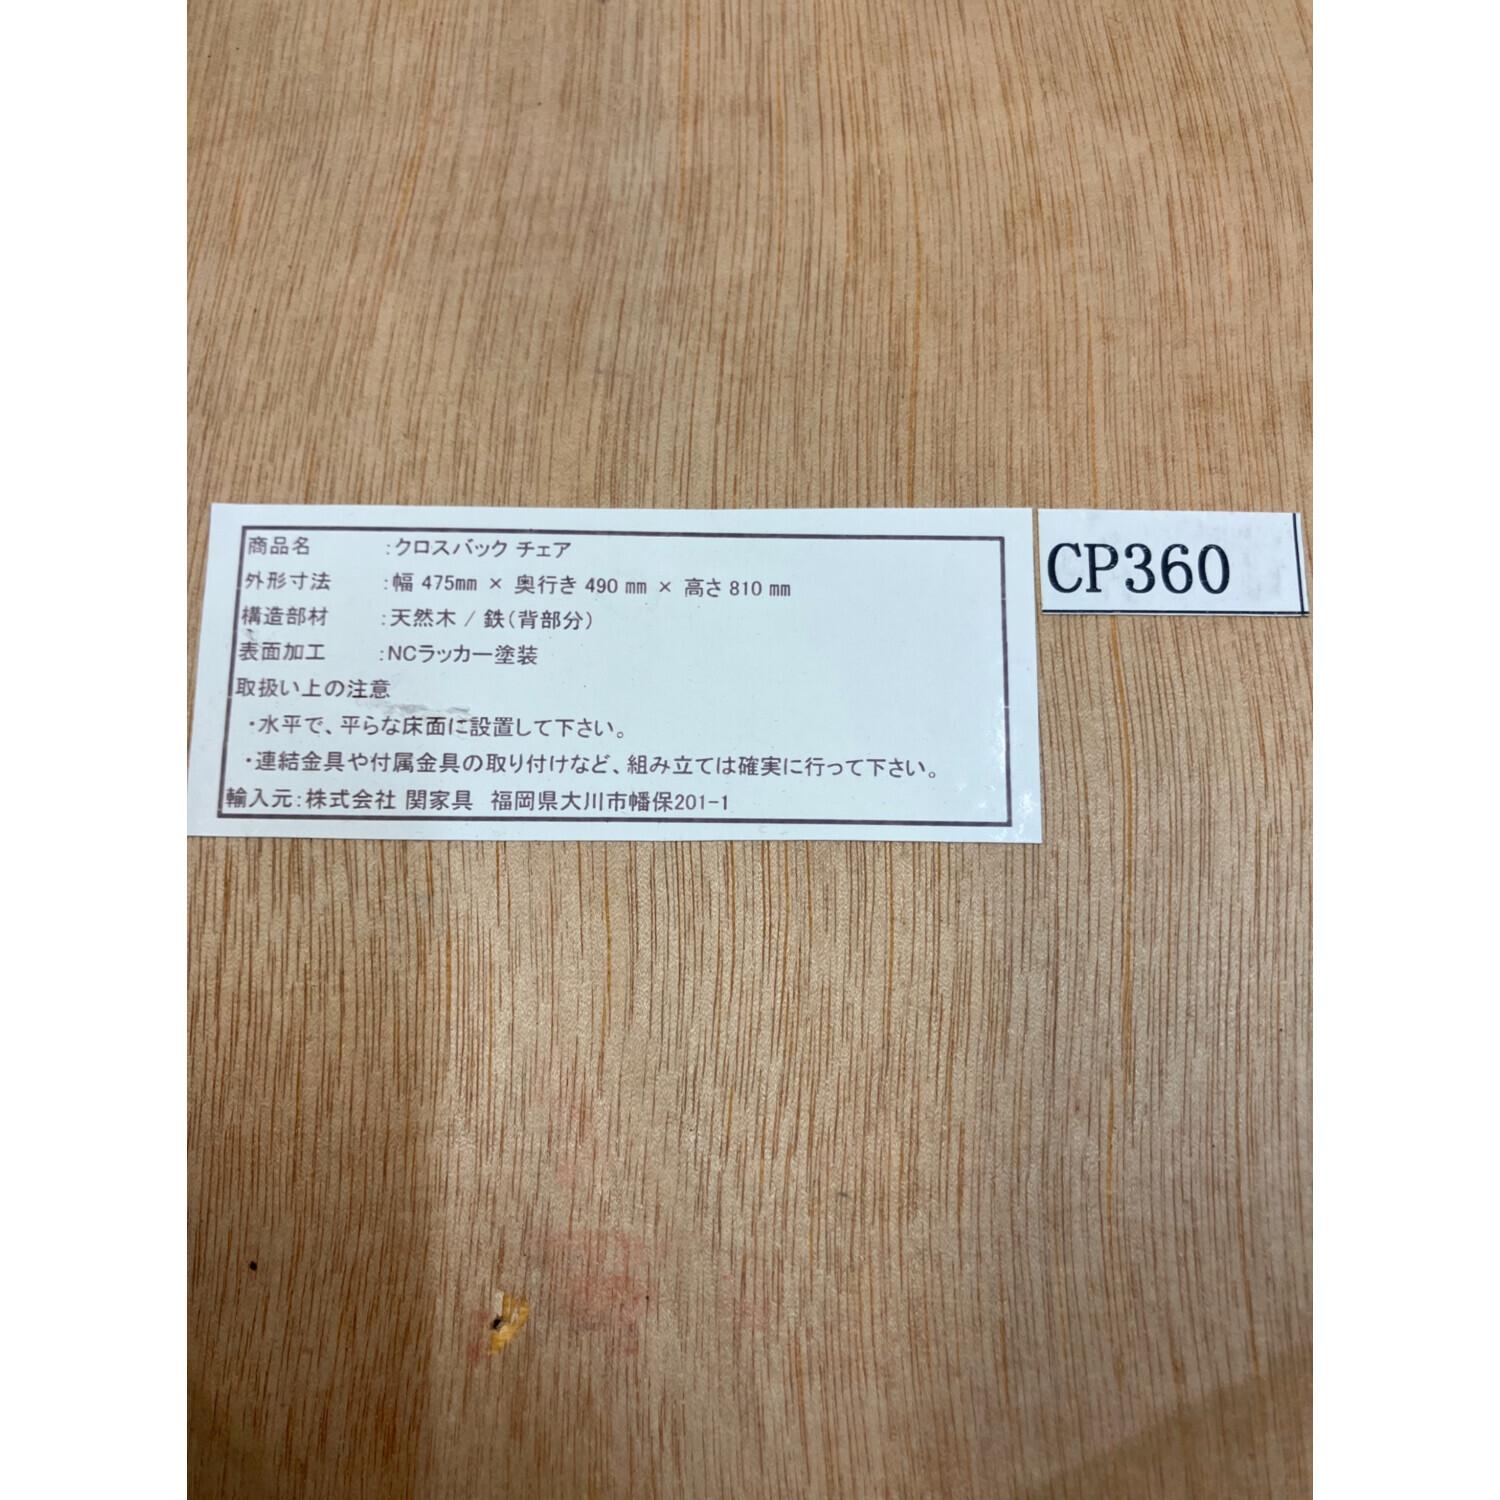 商品名 :クロスバック チェア
外形寸法 :幅 475㎜ × 奥行き 490 ㎜ × 高さ 810 ㎜
構造部材 :天然木 / 鉄(背部分)
表面加工 :NCラッカー塗装
取扱い上の注意
・水平で、平らな床面に設置して下さい。
・連結金具や付属金具の取り付けなど、組み立ては確実に行って下さい。
輸入元:株式会社 関家具 福岡県大川市幡保201-1
CP360